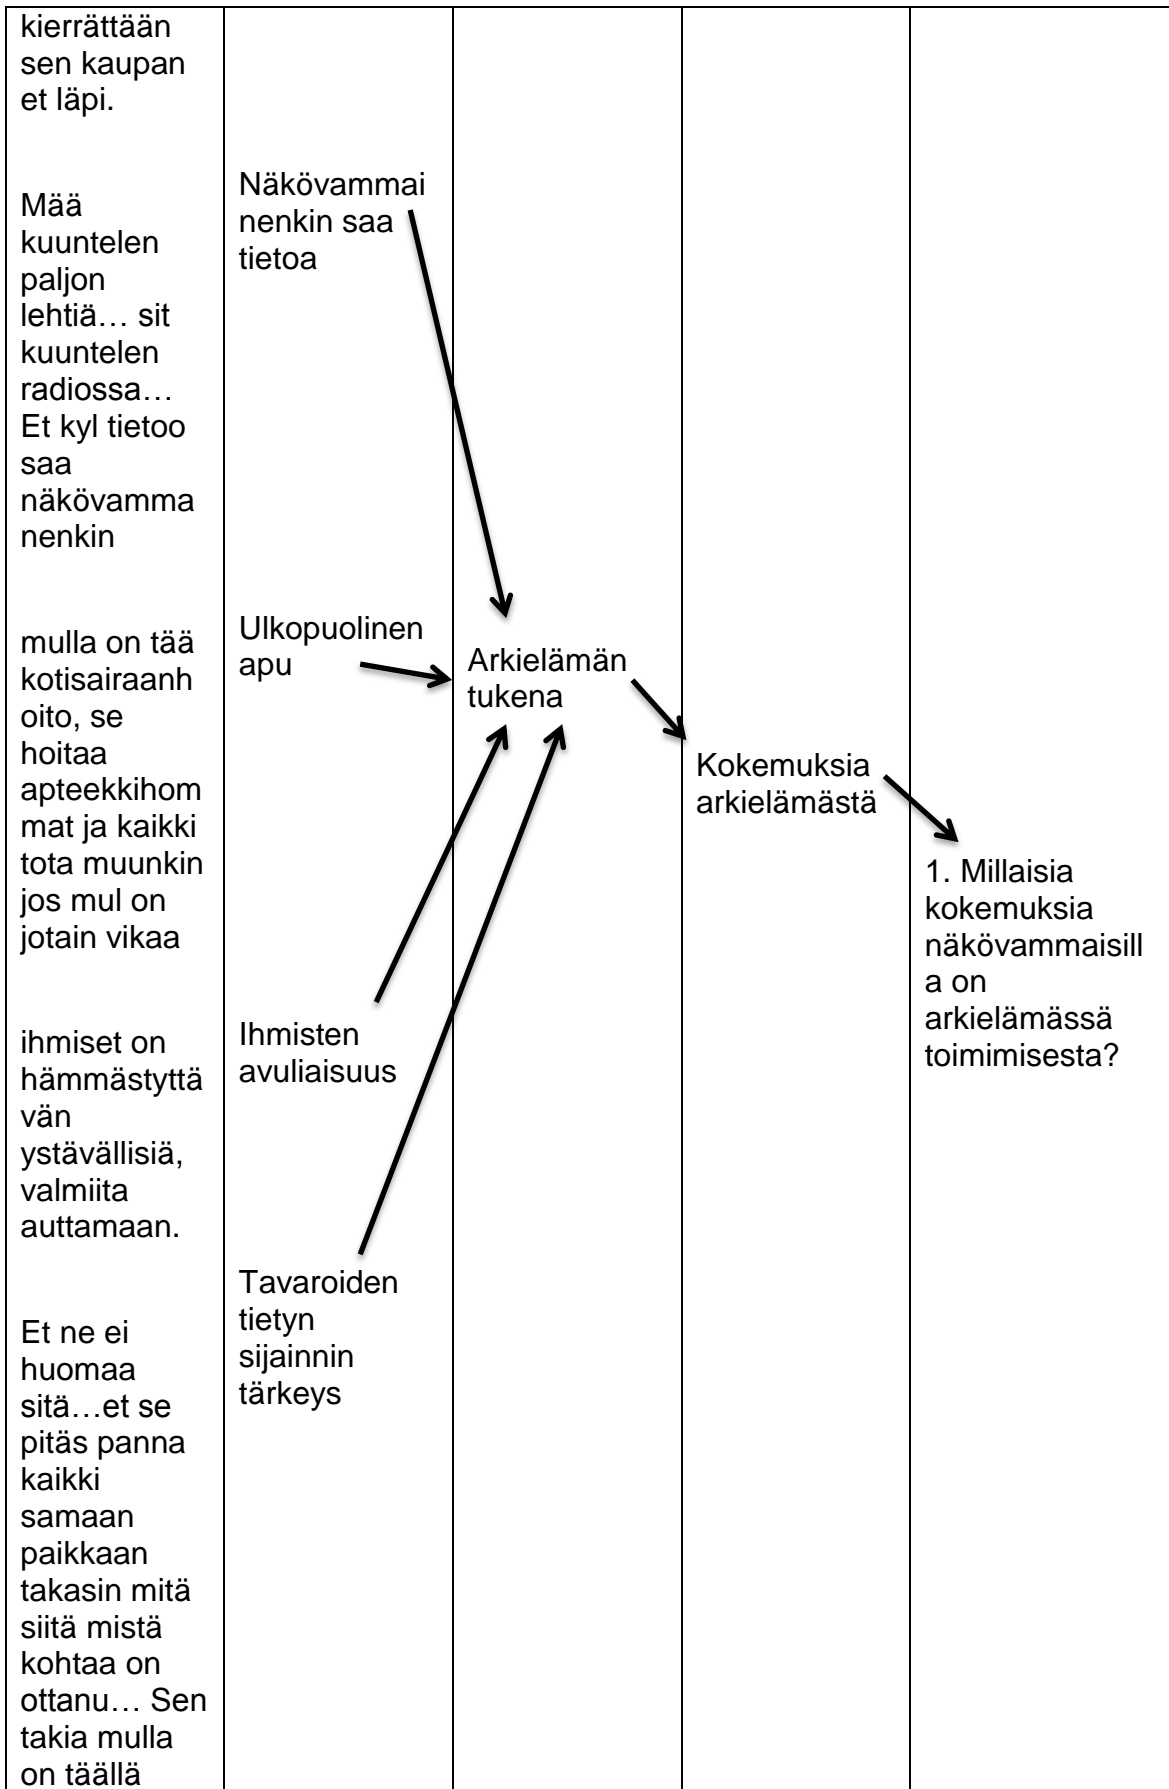 kierrättään
sen kaupan
et läpi.
Mää
kuuntelen
paljon
lehtiä… sit
kuuntelen
radiossa…
Et kyl tietoo
saa
näkövamma
nenkin
mulla on tää
kotisairaanh
oito, se
hoitaa
apteekkihom
mat ja kaikki
tota muunkin
jos mul on
jotain vikaa
ihmiset on
hämmästyttä
vän
ystävällisiä,
valmiita
auttamaan.
Et ne ei
huomaa
sitä…et se
pitäs panna
kaikki
samaan
paikkaan
takasin mitä
siitä mistä
kohtaa on
ottanu… Sen
takia mulla
on täällä
Näkövammai
nenkin saa
tietoa
Ulkopuolinen
apu
Ihmisten
avuliaisuus
Tavaroiden
tietyn
sijainnin
tärkeys
Arkielämän
tukena
Kokemuksia
arkielämästä
1. Millaisia
kokemuksia
näkövammaisill
a on
arkielämässä
toimimisesta?